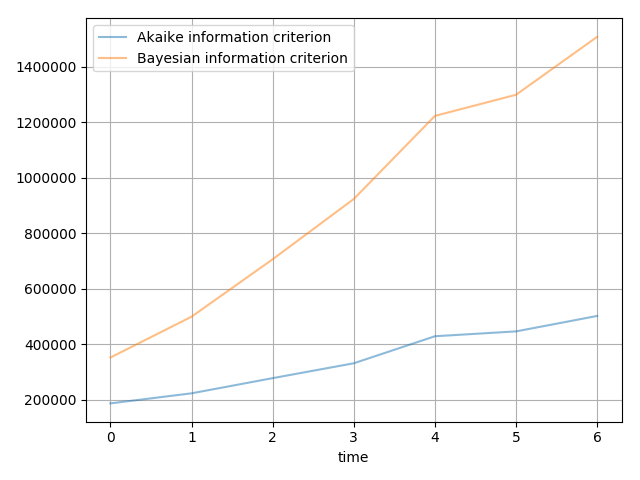 Akaike information criterion
Bayesian information criterion
1400000
1200000
1000000
800000
600000
400000
200000
0 1 2 3 4 5 6
time